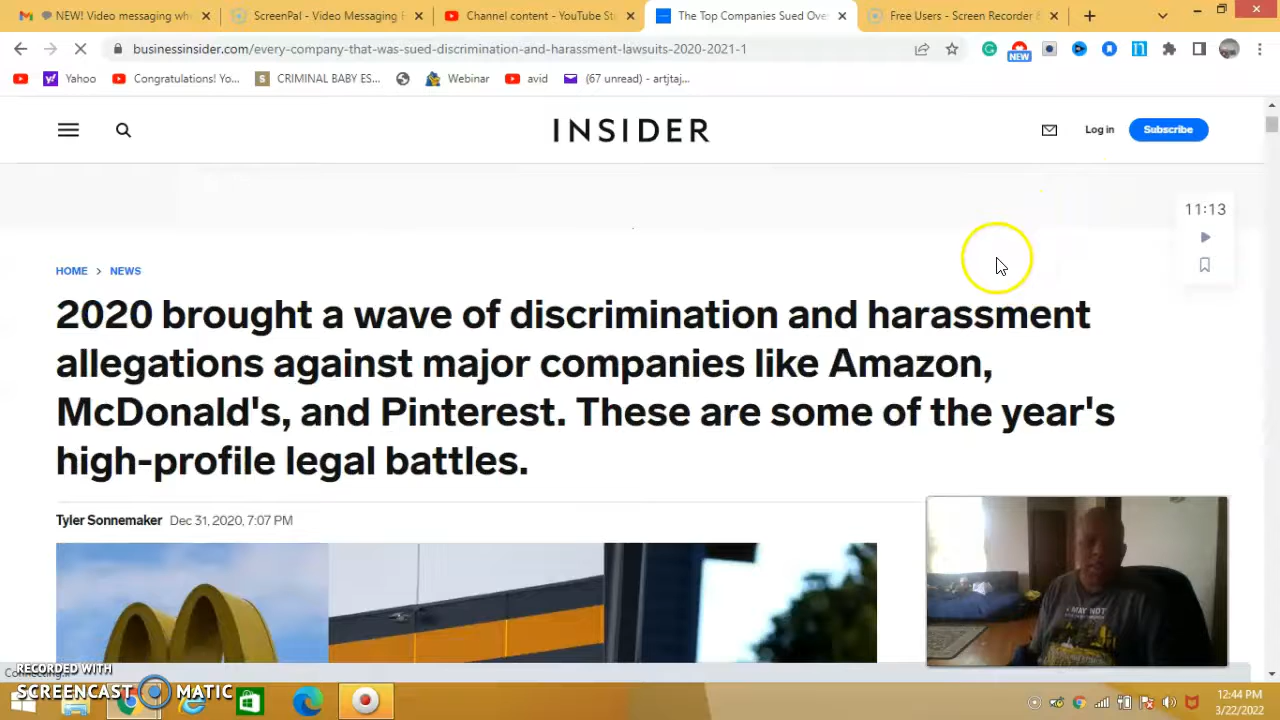 NEW! Video messaging wh
ScreenPal - Video Messaging
Channel content - YouTube St
The Top Companies Sued Ove
Free Users - Screen Recorder &
businessinsider.com/every-company-that-was-sued-discrimination-and-harassment-lawsuits-2020-2021-1
NEW
Yahoo
Congratulations! Yo...
CRIMINAL BABY ES...
Webinar
avid
(67 unread) - artjtaj...
INSIDER
Log in
Subscribe
11:13
HOME > NEWS
2020 brought a wave of discrimination and harassment
allegations against major companies like Amazon,
McDonald's, and Pinterest. These are some of the year's
high-profile legal battles.
Tyler Sonnemaker Dec 31, 2020, 7:07 PM
I MAY NOT
RECORDED WITH
Connecting...
SCREENCAST MATIC
12:44 PM
3/22/2022